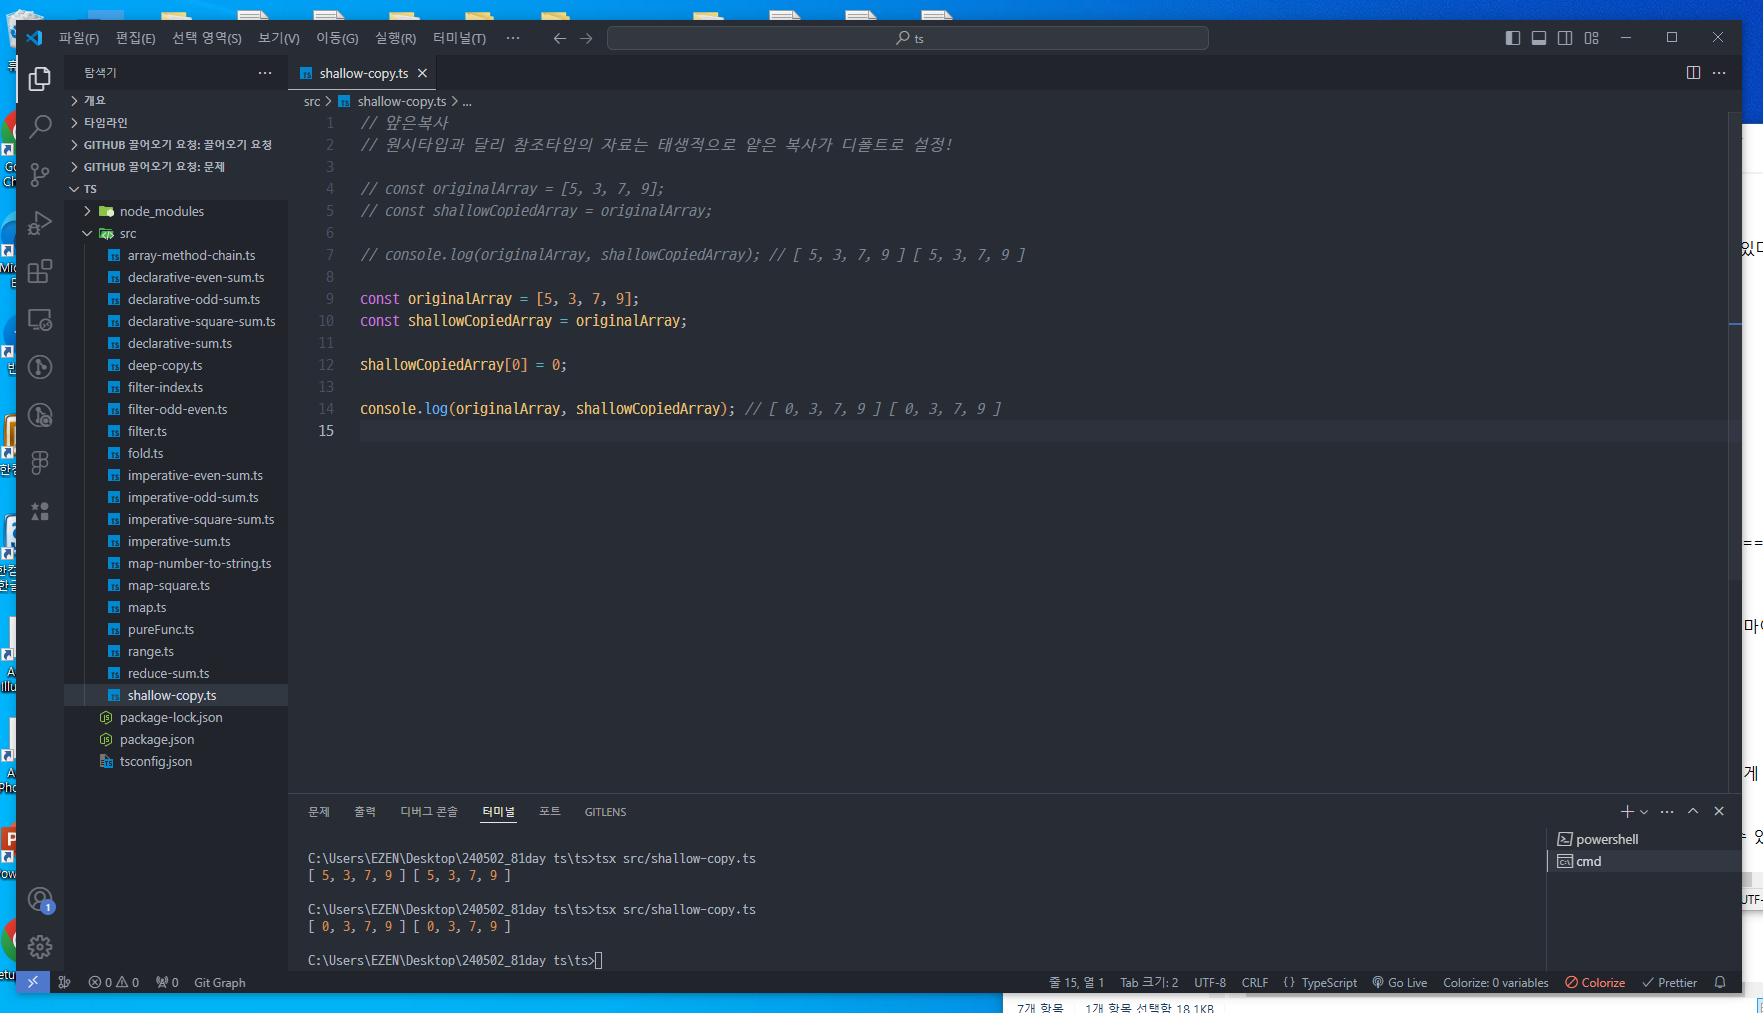 파일(F) 편집(E) 선택 영역(S) 보기(V) 이동(G) 실행(R) 터미널(T) ... ts
탐색기 ... shallow-copy.ts
src > shallow-copy.ts > ...
개요
타임라인
GITHUB 끌어오기 요청: 끌어오기 요청
GITHUB 끌어오기 요청: 문제
TS
node_modules
src
array-method-chain.ts
declarative-even-sum.ts
declarative-odd-sum.ts
declarative-square-sum.ts
declarative-sum.ts
deep-copy.ts
filter-index.ts
filter-odd-even.ts
filter.ts
fold.ts
imperative-even-sum.ts
imperative-odd-sum.ts
imperative-square-sum.ts
imperative-sum.ts
map-number-to-string.ts
map-square.ts
map.ts
pureFunc.ts
range.ts
reduce-sum.ts
shallow-copy.ts
package-lock.json
package.json
tsconfig.json
1 // 얕은복사
2 // 원시타입과 달리 참조타입의 자료는 태생적으로 얕은 복사가 디폴트로 설정!
3
4 // const originalArray = [5, 3, 7, 9];
5 // const shallowCopiedArray = originalArray;
6
7 // console.log(originalArray, shallowCopiedArray); // [ 5, 3, 7, 9 ] [ 5, 3, 7, 9 ]
8
9 const originalArray = [5, 3, 7, 9];
10 const shallowCopiedArray = originalArray;
11
12 shallowCopiedArray[0] = 0;
13
14 console.log(originalArray, shallowCopiedArray); // [ 0, 3, 7, 9 ] [ 0, 3, 7, 9 ]
15
문제 출력 디버그 콘솔 터미널 포트 GITLENS
C:\Users\EZEN\Desktop\240502_81day ts\ts>tsx src/shallow-copy.ts
[ 5, 3, 7, 9 ] [ 5, 3, 7, 9 ]
C:\Users\EZEN\Desktop\240502_81day ts\ts>tsx src/shallow-copy.ts
[ 0, 3, 7, 9 ] [ 0, 3, 7, 9 ]
C:\Users\EZEN\Desktop\240502_81day ts\ts>
powershell
cmd
1
0 0 0 Git Graph
줄 15, 열 1 Tab 크기: 2 UTF-8 CRLF {} TypeScript Go Live Colorize: 0 variables Colorize Prettier
7개 항목 1개 항목 선택함 18.1KB